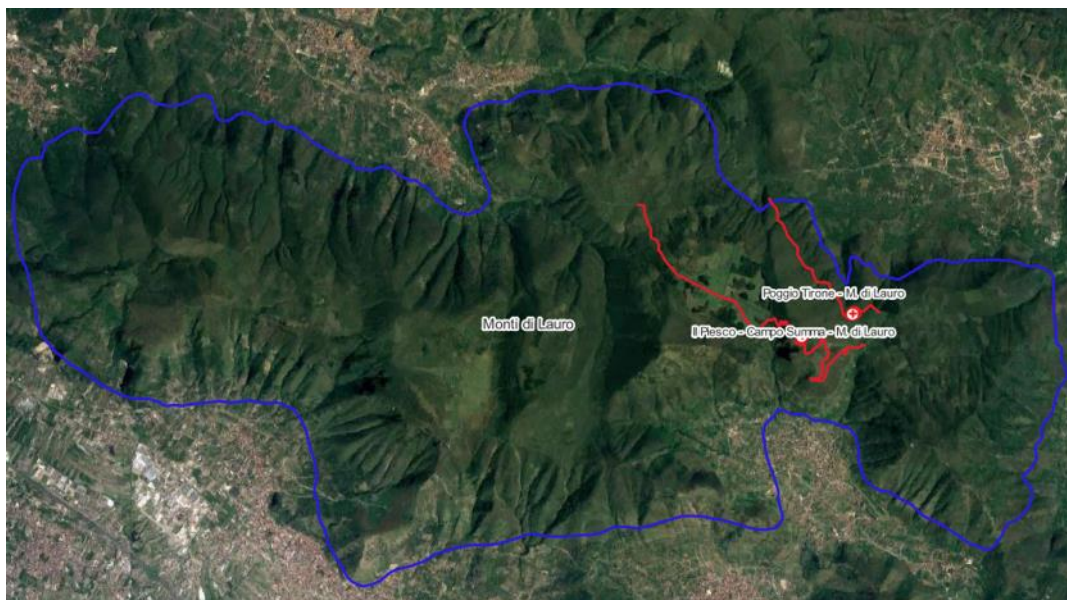 Poggio Tirone - M. di Lauro
Monti di Lauro
Il Pesco - Campo Summa - M. di Lauro